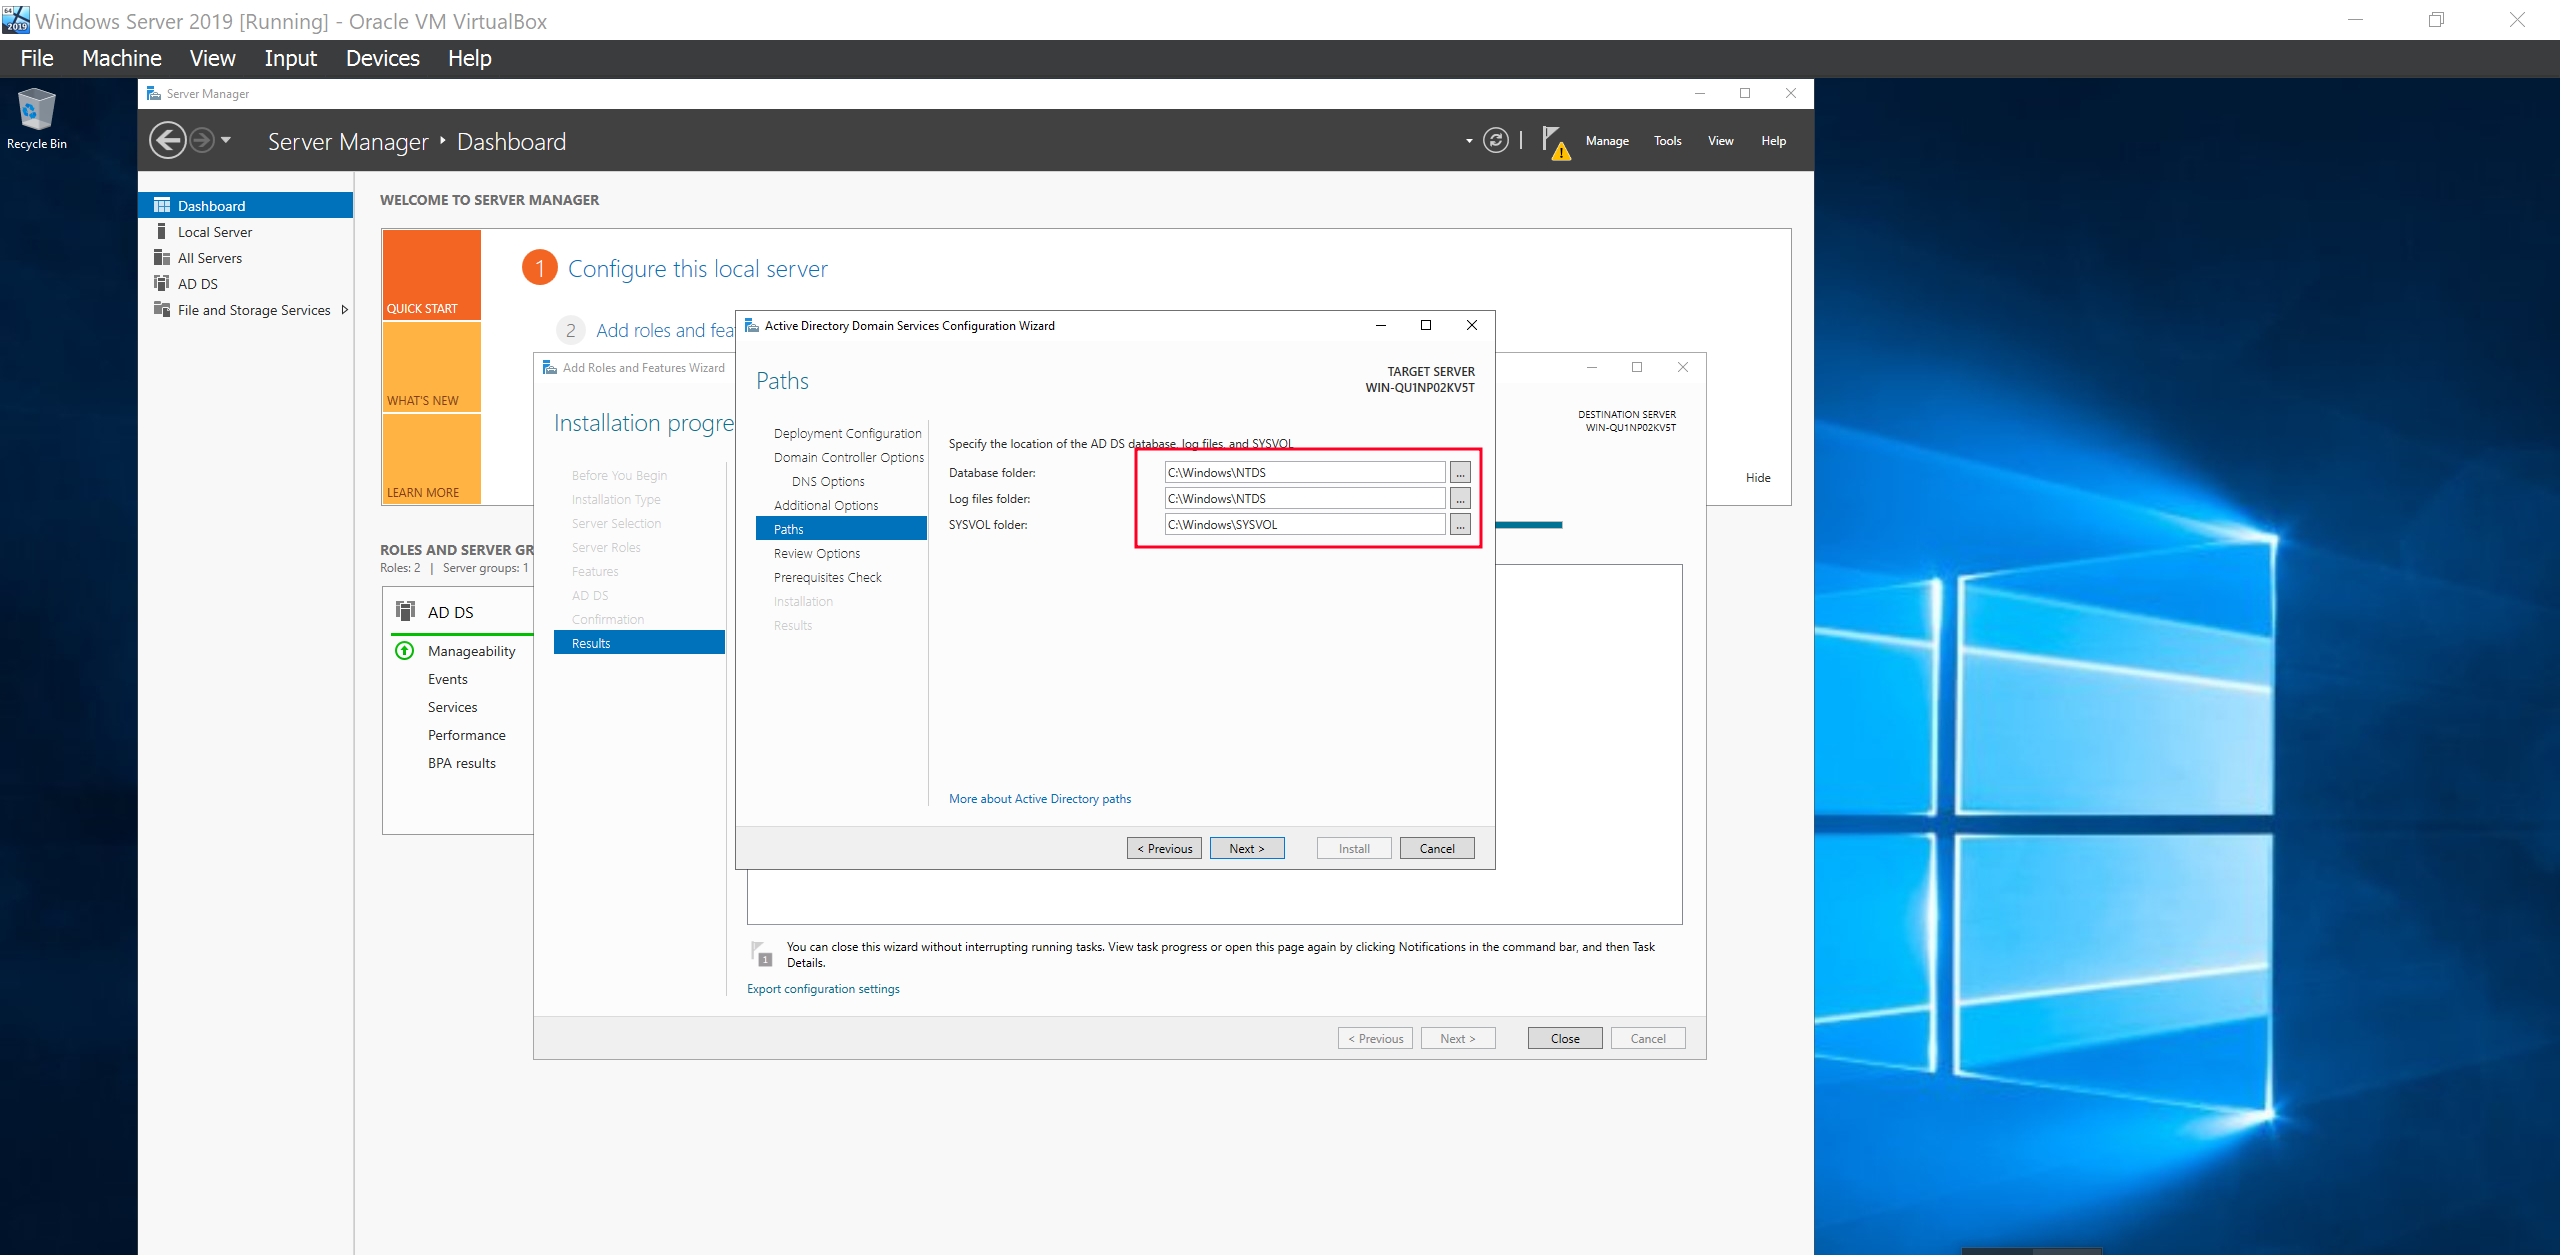 64
2019
Windows Server 2019 [Running] - Oracle VM VirtualBox
File Machine View Input Devices Help
Recycle Bin
Server Manager
Server Manager Dashboard
Manage Tools View Help
Dashboard
Local Server
All Servers
AD DS
File and Storage Services
WELCOME TO SERVER MANAGER
QUICK START
WHAT'S NEW
LEARN MORE
1 Configure this local server
2 Add roles and fea
Hide
ROLES AND SERVER GR
Roles: 2 | Server groups: 1
AD DS
Manageability
Events
Services
Performance
BPA results
Add Roles and Features Wizard
Installation progre
DESTINATION SERVER
WIN-QU1NP02KV5T
Before You Begin
Installation Type
Server Selection
Server Roles
Features
AD DS
Confirmation
Results
Active Directory Domain Services Configuration Wizard
Paths
TARGET SERVER
WIN-QU1NP02KV5T
Deployment Configuration
Domain Controller Options
DNS Options
Additional Options
Paths
Review Options
Prerequisites Check
Installation
Results
Specify the location of the AD DS database, log files, and SYSVOL
Database folder: C:\Windows\NTDS ...
Log files folder: C:\Windows\NTDS ...
SYSVOL folder: C:\Windows\SYSVOL ...
More about Active Directory paths
< Previous Next > Install Cancel
1
You can close this wizard without interrupting running tasks. View task progress or open this page again by clicking Notifications in the command bar, and then Task
Details.
Export configuration settings
< Previous Next > Close Cancel